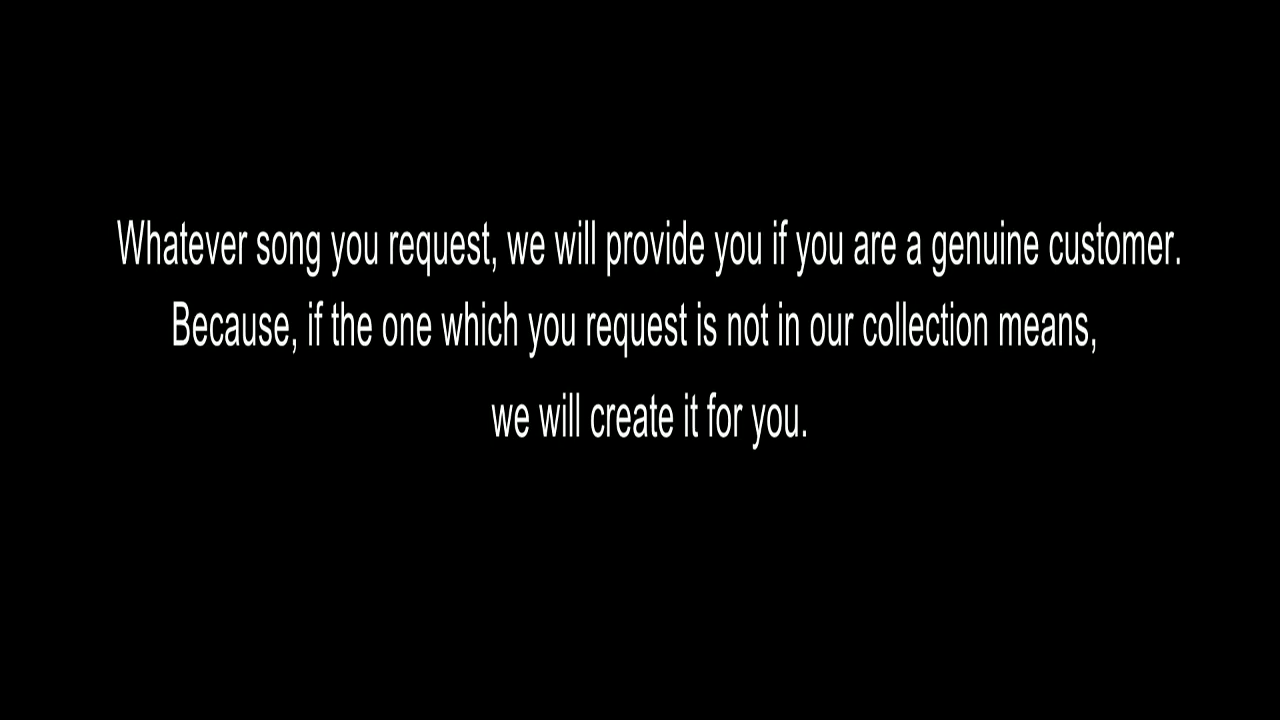 Whatever song you request, we will provide you if you are a genuine customer.
Because, if the one which you request is not in our collection means,
we will create it for you.